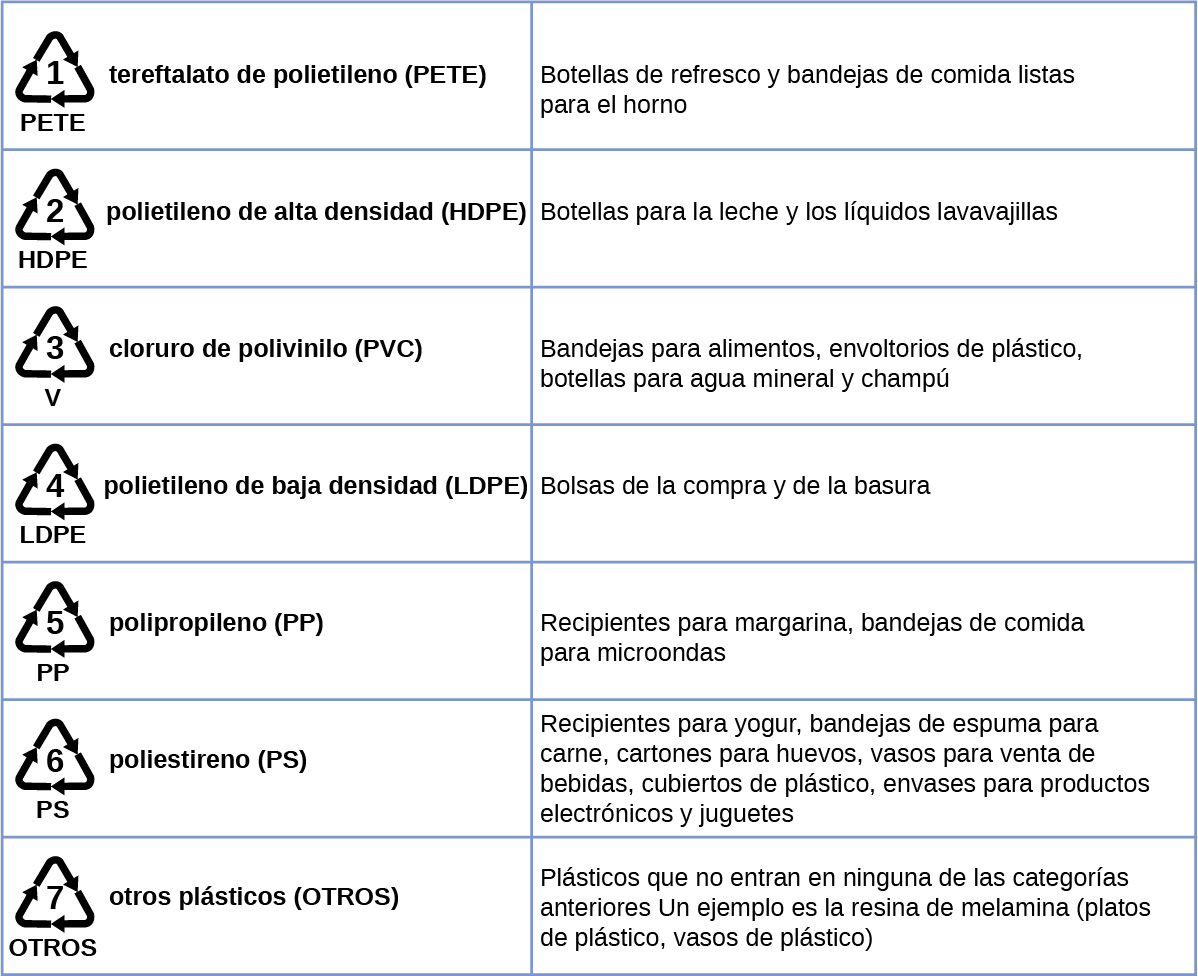 1
PETE
tereftalato de polietileno (PETE)
Botellas de refresco y bandejas de comida listas
para el horno
2
HDPE
polietileno de alta densidad (HDPE)
Botellas para la leche y los líquidos lavavajillas
3
V
cloruro de polivinilo (PVC)
Bandejas para alimentos, envoltorios de plástico,
botellas para agua mineral y champú
4
LDPE
polietileno de baja densidad (LDPE)
Bolsas de la compra y de la basura
5
PP
polipropileno (PP)
Recipientes para margarina, bandejas de comida
para microondas
6
PS
poliestireno (PS)
Recipientes para yogur, bandejas de espuma para
carne, cartones para huevos, vasos para venta de
bebidas, cubiertos de plástico, envases para productos
electrónicos y juguetes
7
OTROS
otros plásticos (OTROS)
Plásticos que no entran en ninguna de las categorías
anteriores Un ejemplo es la resina de melamina (platos
de plástico, vasos de plástico)